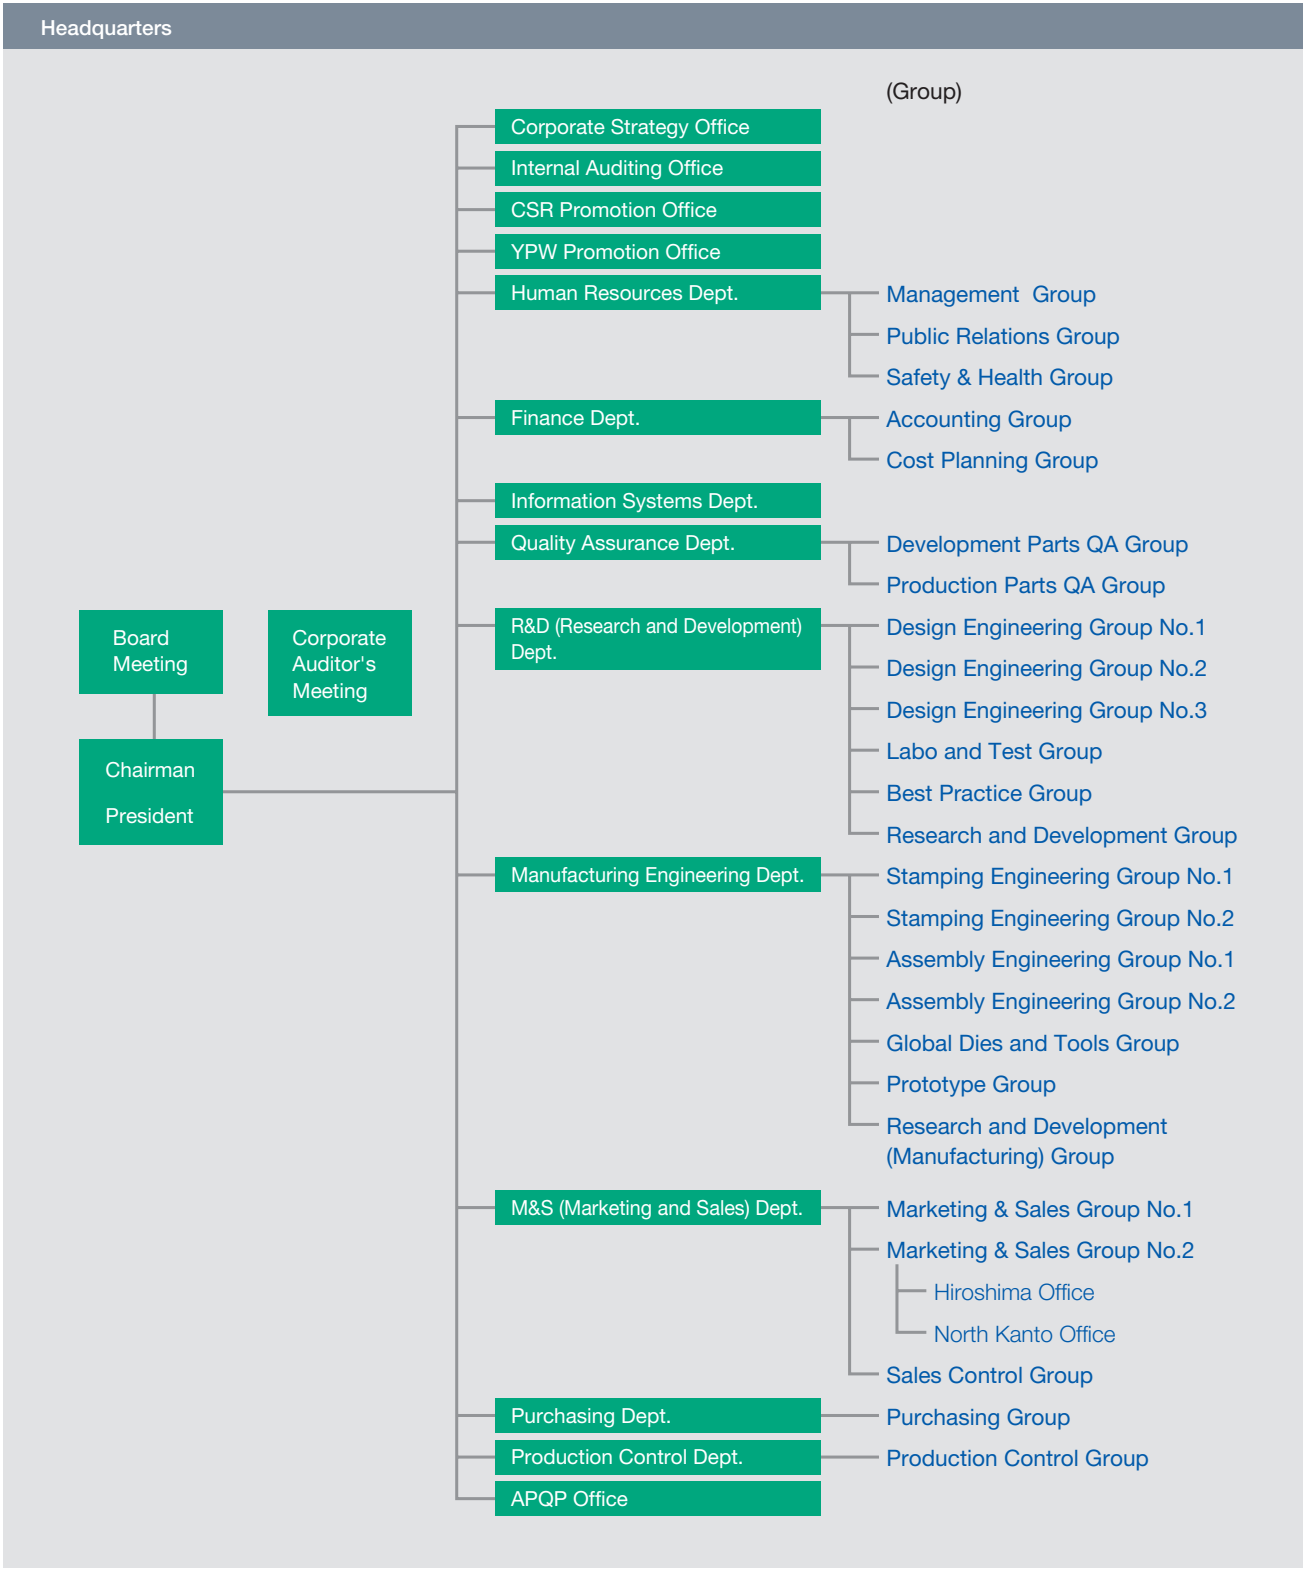 Headquarters
(Group)
Corporate Strategy Office
Internal Auditing Office
CSR Promotion Office
YPW Promotion Office
Human Resources Dept.
Management Group
Public Relations Group
Safety & Health Group
Finance Dept.
Accounting Group
Cost Planning Group
Information Systems Dept.
Quality Assurance Dept.
Development Parts QA Group
Production Parts QA Group
Board
Meeting
Corporate
Auditor's
Meeting
Chairman
President
R&D (Research and Development)
Dept.
Design Engineering Group No.1
Design Engineering Group No.2
Design Engineering Group No.3
Labo and Test Group
Best Practice Group
Research and Development Group
Manufacturing Engineering Dept.
Stamping Engineering Group No.1
Stamping Engineering Group No.2
Assembly Engineering Group No.1
Assembly Engineering Group No.2
Global Dies and Tools Group
Prototype Group
Research and Development
(Manufacturing) Group
M&S (Marketing and Sales) Dept.
Marketing & Sales Group No.1
Marketing & Sales Group No.2
Hiroshima Office
North Kanto Office
Sales Control Group
Purchasing Dept.
Purchasing Group
Production Control Dept.
Production Control Group
APQP Office